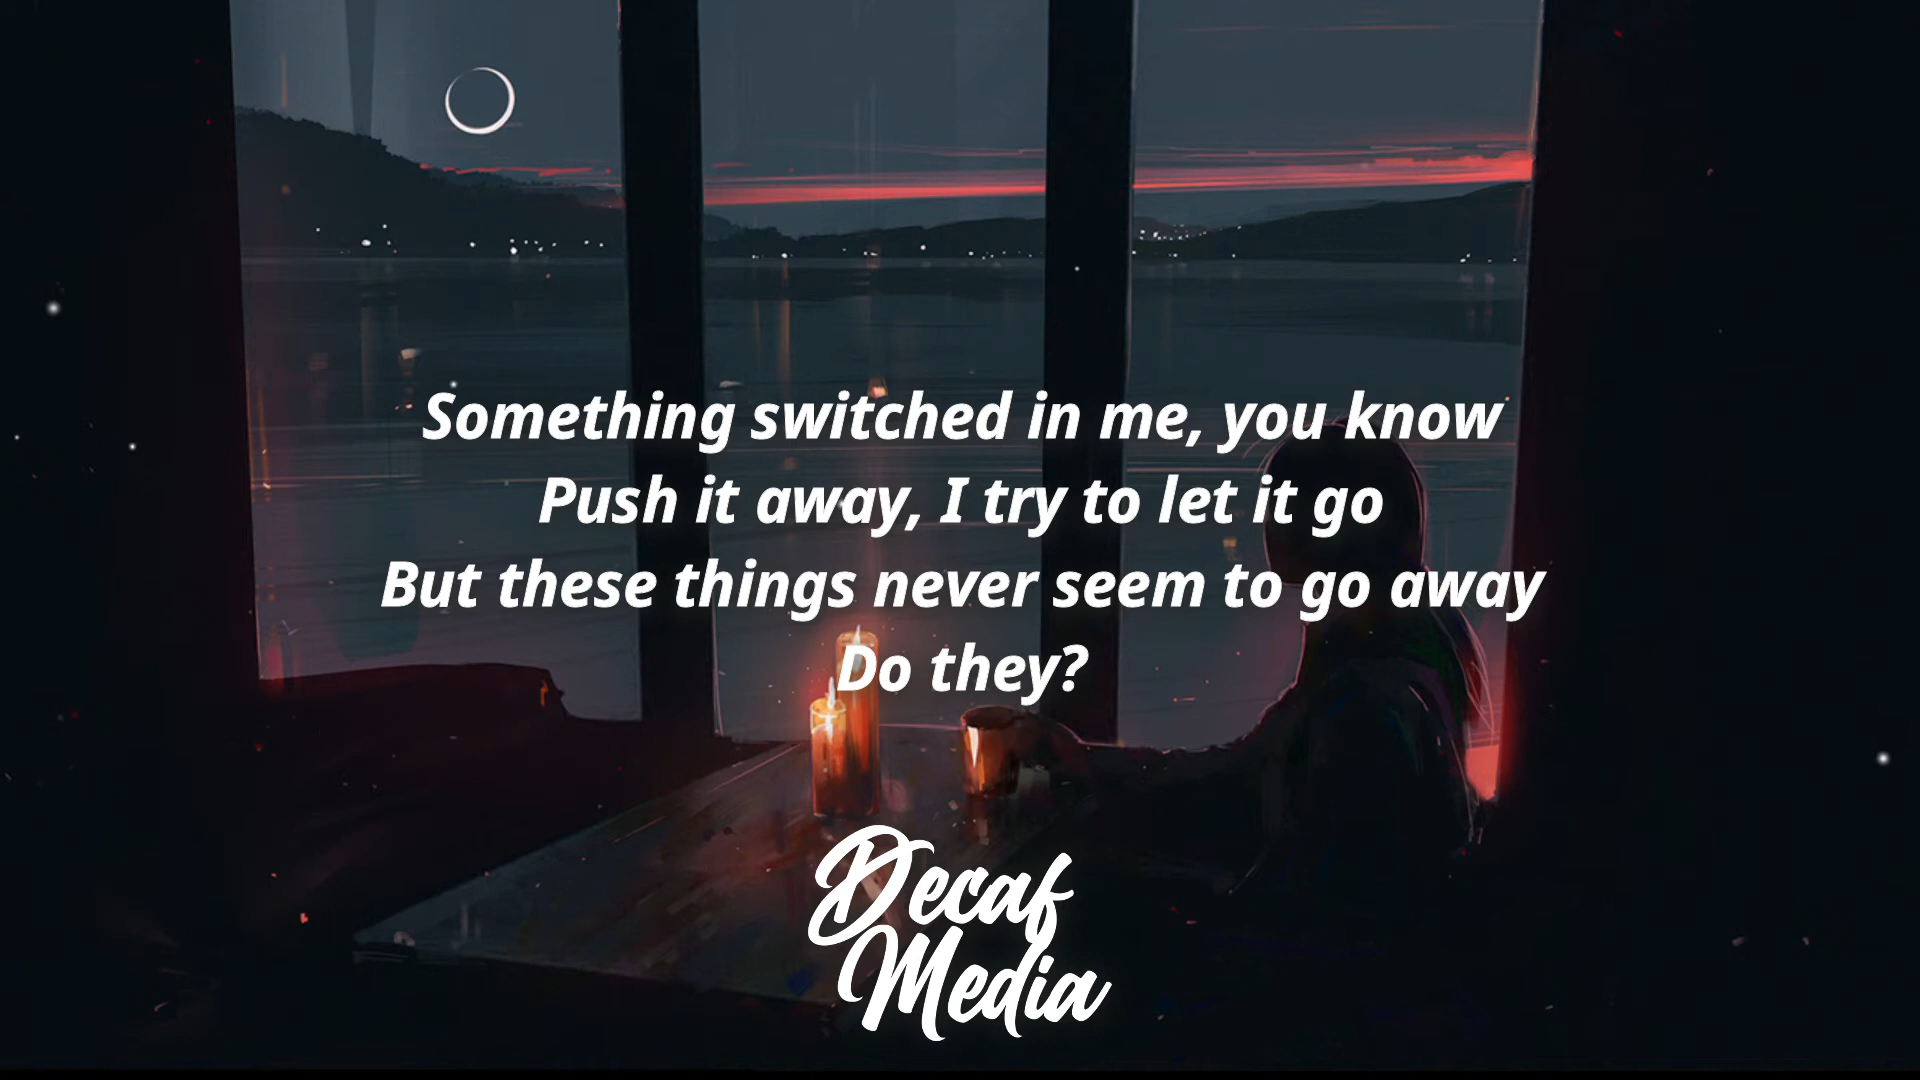 Something switched in me, you know
Push it away, I try to let it go
But these things never seem to go away
Do they?
Decaf
Media